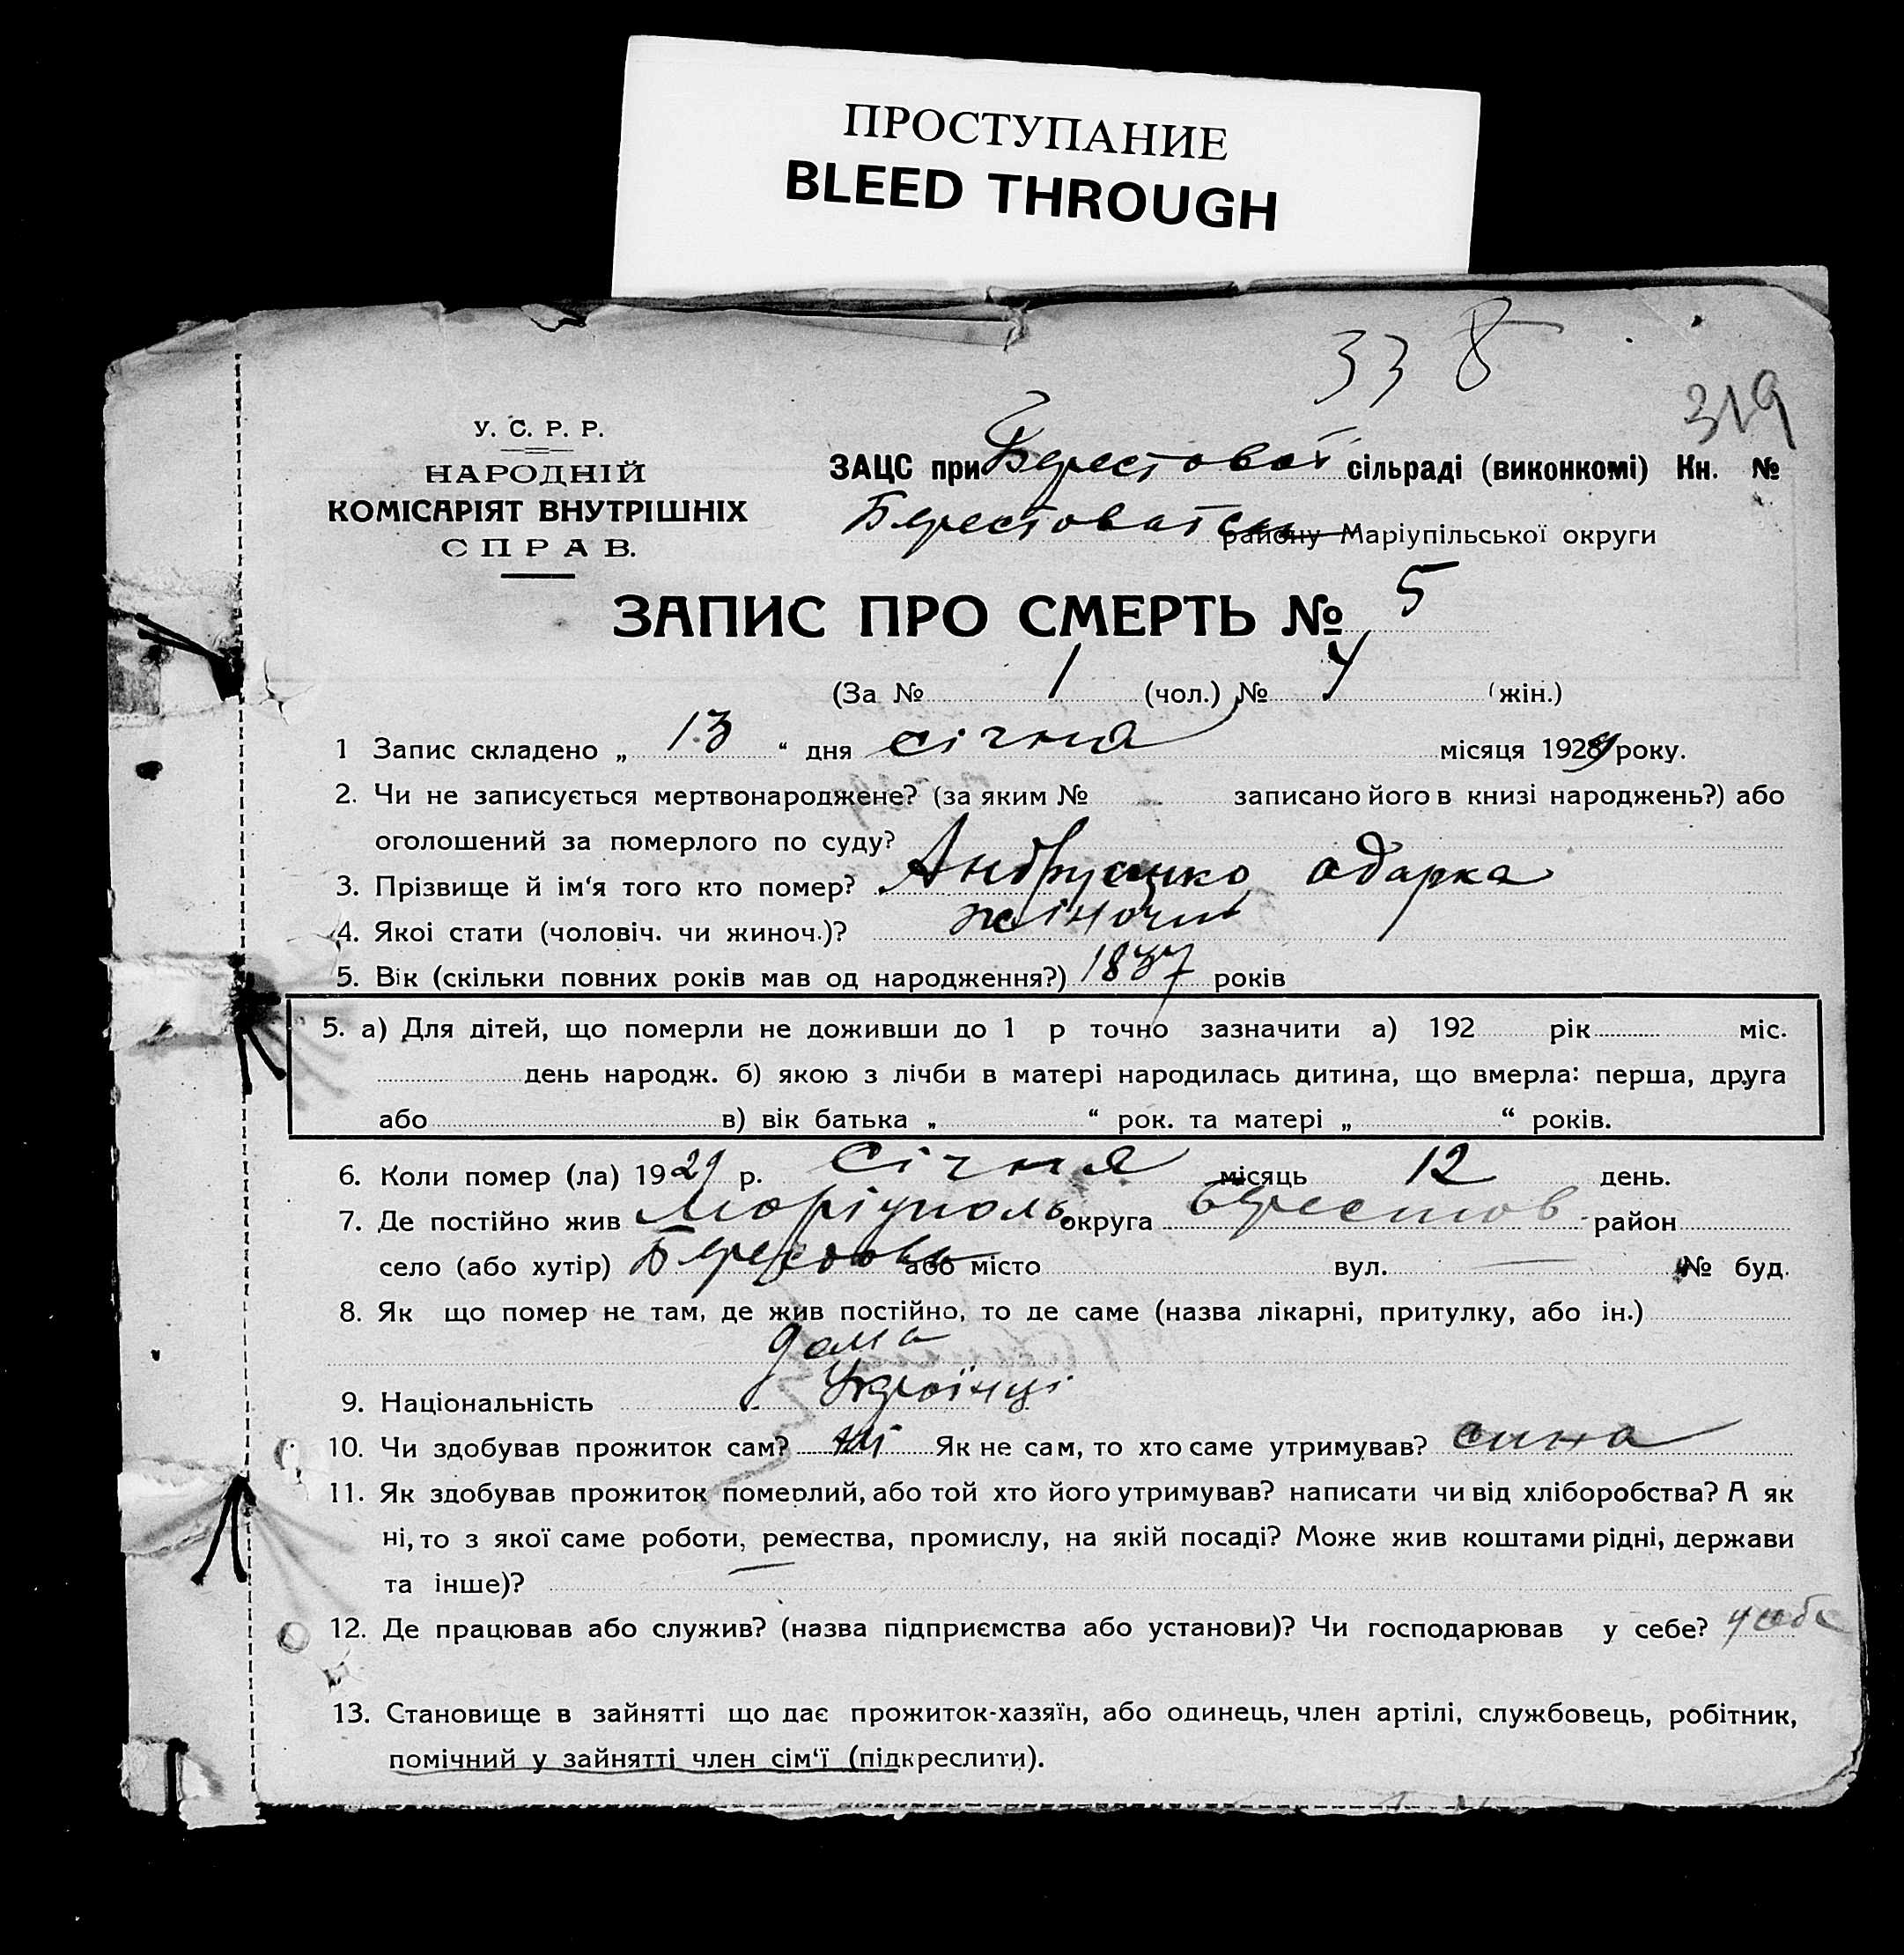 ПРОСТУПАНИЕ
BLEED THROUGH
338
319
У. С. Р. Р.
НАРОДНІЙ
КОМІСАРІЯТ ВНУТРІШНІХ
СПРАВ.
ЗАЦС при Берестовой сільраді (виконкомі) Кн. №
Берестоватськ району Маріупільської округи
ЗАПИС ПРО СМЕРТЬ № 5
(За № 1 (чол.) № 4 (жін.)
1 Запис складено „ 13 “ дня січня місяця 1929 року.
2. Чи не записується мертвонароджене? (за яким № записано його в книзі народжень?) або
оголошений за померлого по суду?
3. Прізвище й ім‘я того кто помер? Андрущенко Одарка
4. Якоі стати (чоловіч. чи жиноч.)? жіночи
5. Вік (скільки повних років мав од народження?) 1837 років
5. а) Для дітей, що померли не доживши до 1 р точно зазначити а) 192 рік міс.
день народж. б) якою з лічби в матері народилась дитина, що вмерла: перша, друга
або в) вік батька „ “ рок. та матері „ “ років.
6. Коли помер (ла) 1929 р. Січня місяць 12 день.
7. Де постійно жив Моріуполь округа Берестов район
село (або хутір) Берестове або місто вул. № буд.
8. Як що помер не там, де жив постійно, то де саме (назва лікарні, притулку, або ін.)
дома
9. Національність Україінці
10. Чи здобував прожиток сам? ні Як не сам, то хто саме утримував? сина
11. Як здобував прожиток померлий, або той хто його утримував? написати чи від хліборобства? А як
ні, то з якої саме роботи, ремества, промислу, на якій посаді? Може жив коштами рідні, держави
та інше)?
12. Де працював або служив? (назва підприємства або установи)? Чи господарював у себе? у себе
13. Становище в зайнятті що дає прожиток-хазяїн, або одинець, член артілі, службовець, робітник,
помічний у зайнятті член сім‘ї (підкреслити).